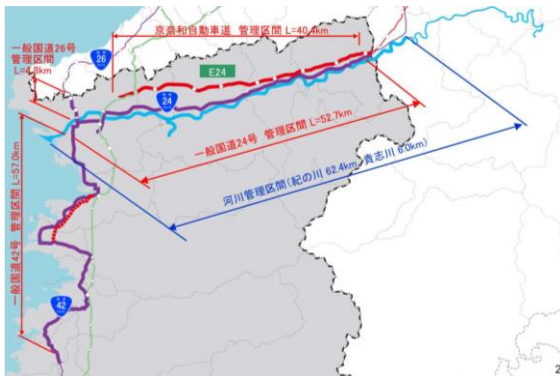 京奈和自動車道 管理区間 L=40.4km
一般国道26号
管理区間
L=4.8km
26
E24
24
一般国道24号 管理区間 L=52.7km
河川管理区間(紀の川 62.4km 貴志川 6.0km)
一般国道42号 管理区間 L=57.0km
42
2